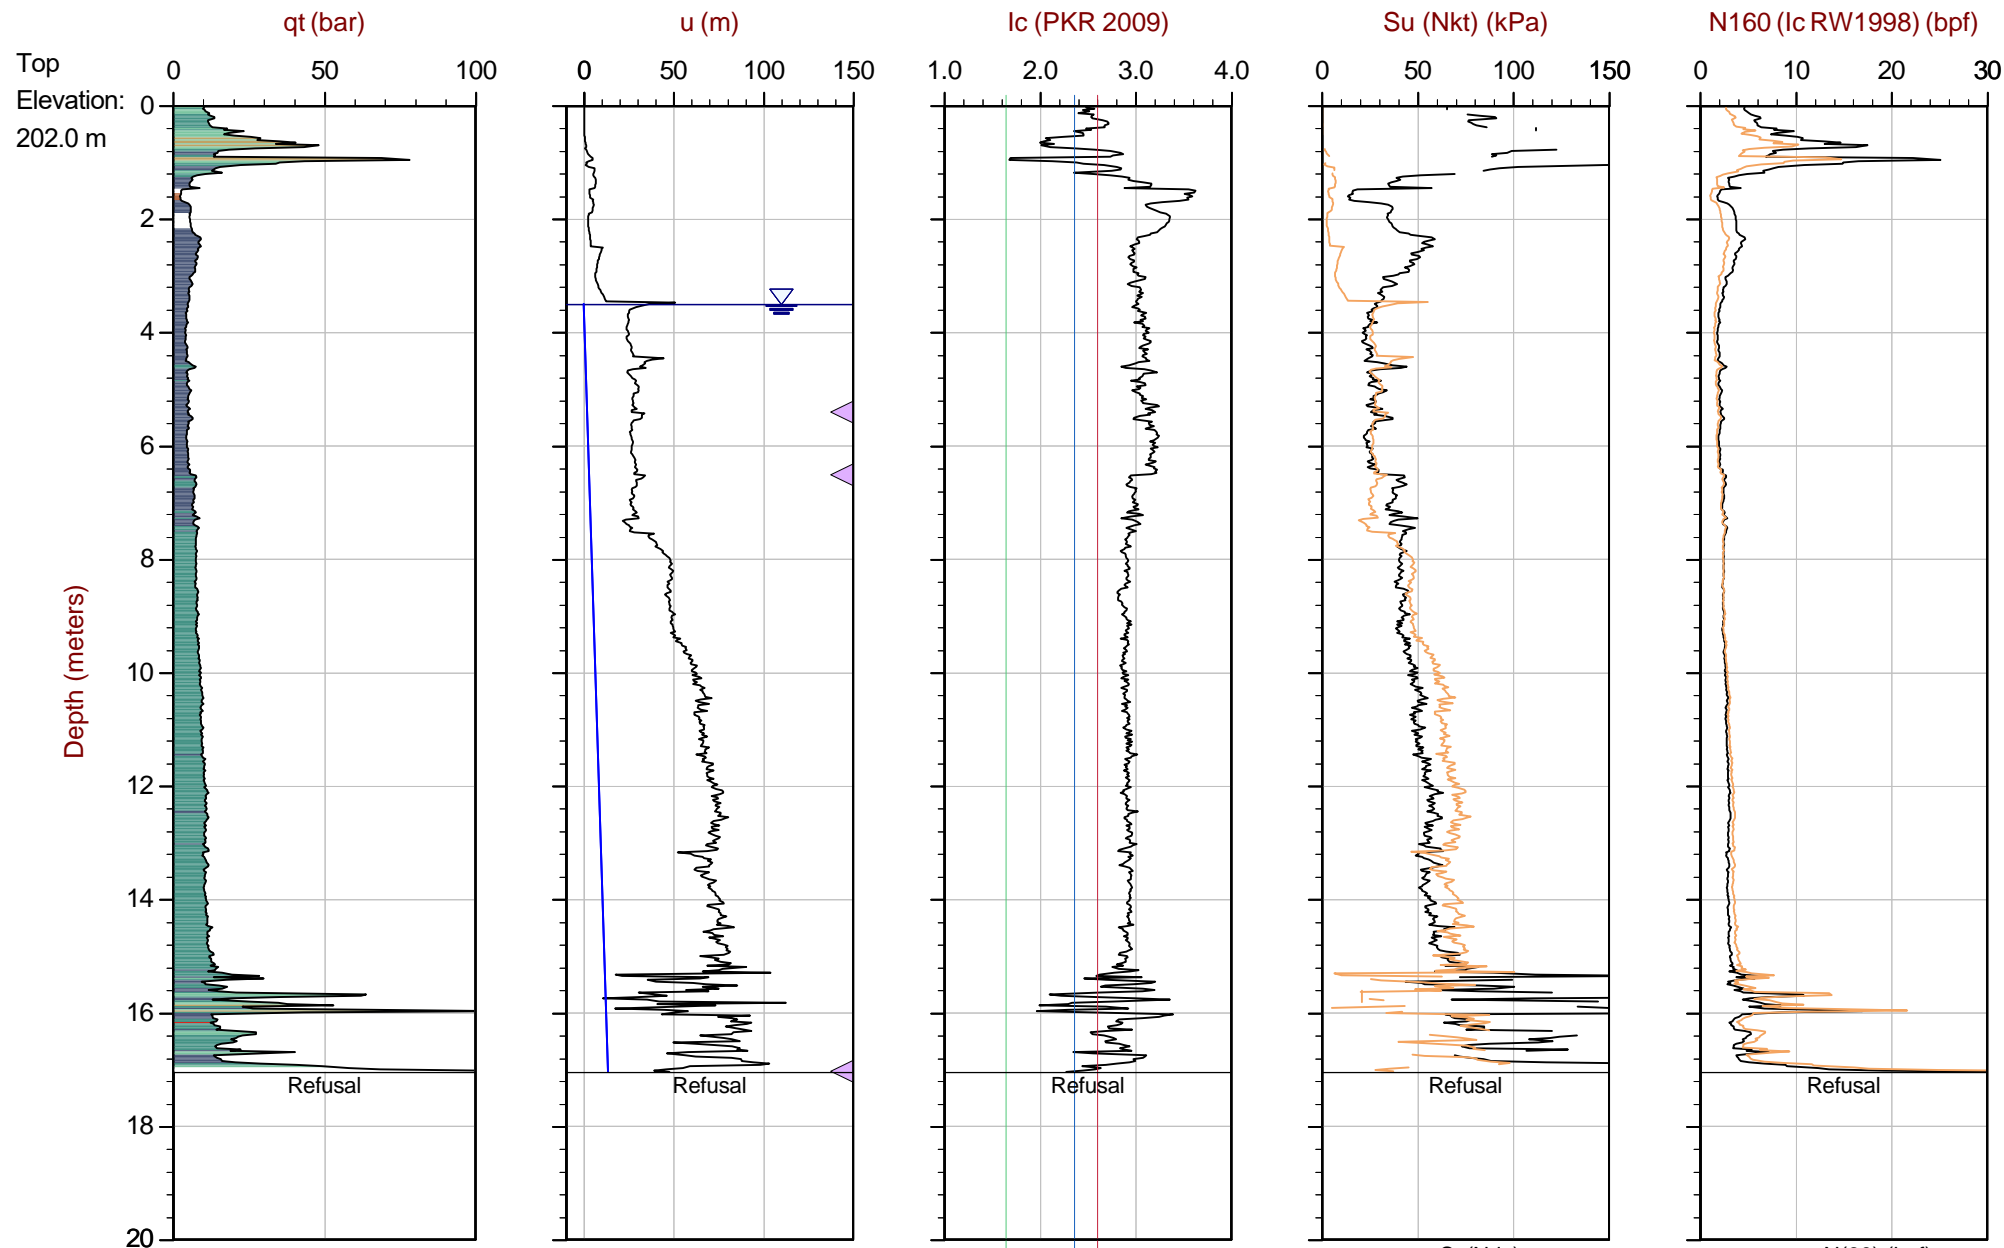 qt (bar) u (m) Ic (PKR 2009) Su (Nkt) (kPa) N160 (Ic RW1998) (bpf)
Top
Elevation:
202.0 m
0 50 100 0 50 100 150 1.0 2.0 3.0 4.0 0 50 100 150 0 10 20 30
0
2
4
6
8
10
12
14
16
18
20
Depth (meters)
Refusal Refusal Refusal Refusal Refusal